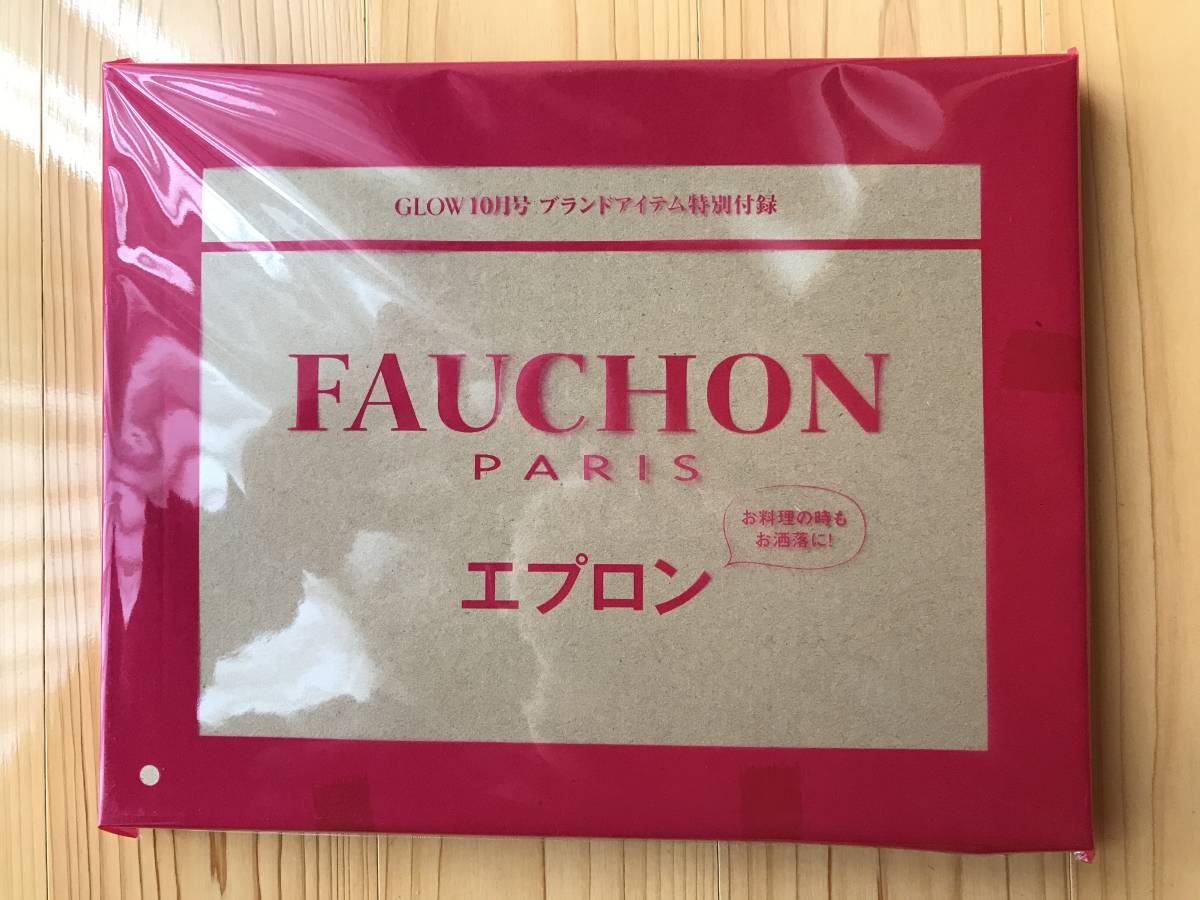 GLOW 10月号 ブランドアイテム特別付録
FAUCHON
PARIS
お料理の時も
お洒落に!
エプロン